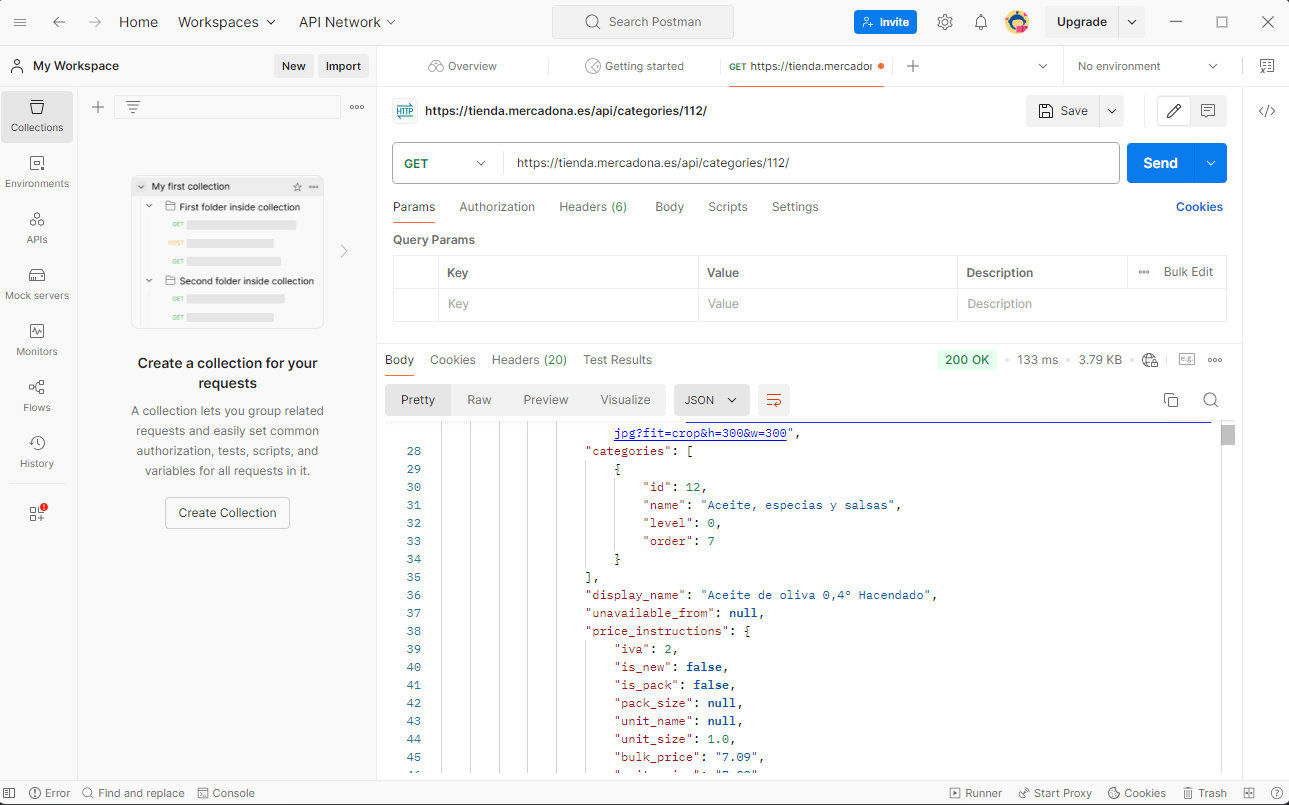 Home Workspaces API Network Search Postman Invite Upgrade
My Workspace New Import Overview Getting started GET https://tienda.mercador No environment
Collections
Environments
APIs
Mock servers
Monitors
Flows
History
My first collection
First folder inside collection
GET
POST
GET
Second folder inside collection
GET
GET
Create a collection for your
requests
A collection lets you group related
requests and easily set common
authorization, tests, scripts, and
variables for all requests in it.
Create Collection
HTTP https://tienda.mercadona.es/api/categories/112/ Save
GET https://tienda.mercadona.es/api/categories/112/ Send
Params Authorization Headers (6) Body Scripts Settings Cookies
Query Params
Key Value Description Bulk Edit
Key Value Description
Body Cookies Headers (20) Test Results 200 OK 133 ms 3.79 KB e.g.
Pretty Raw Preview Visualize JSON
jpg?fit=crop&h=300&w=300",
28 "categories": [
29 {
30 "id": 12,
31 "name": "Aceite, especias y salsas",
32 "level": 0,
33 "order": 7
34 }
35 ],
36 "display_name": "Aceite de oliva 0,4º Hacendado",
37 "unavailable_from": null,
38 "price_instructions": {
39 "iva": 2,
40 "is_new": false,
41 "is_pack": false,
42 "pack_size": null,
43 "unit_name": null,
44 "unit_size": 1.0,
45 "bulk_price": "7.09",
Error Find and replace Console Runner Start Proxy Cookies Trash